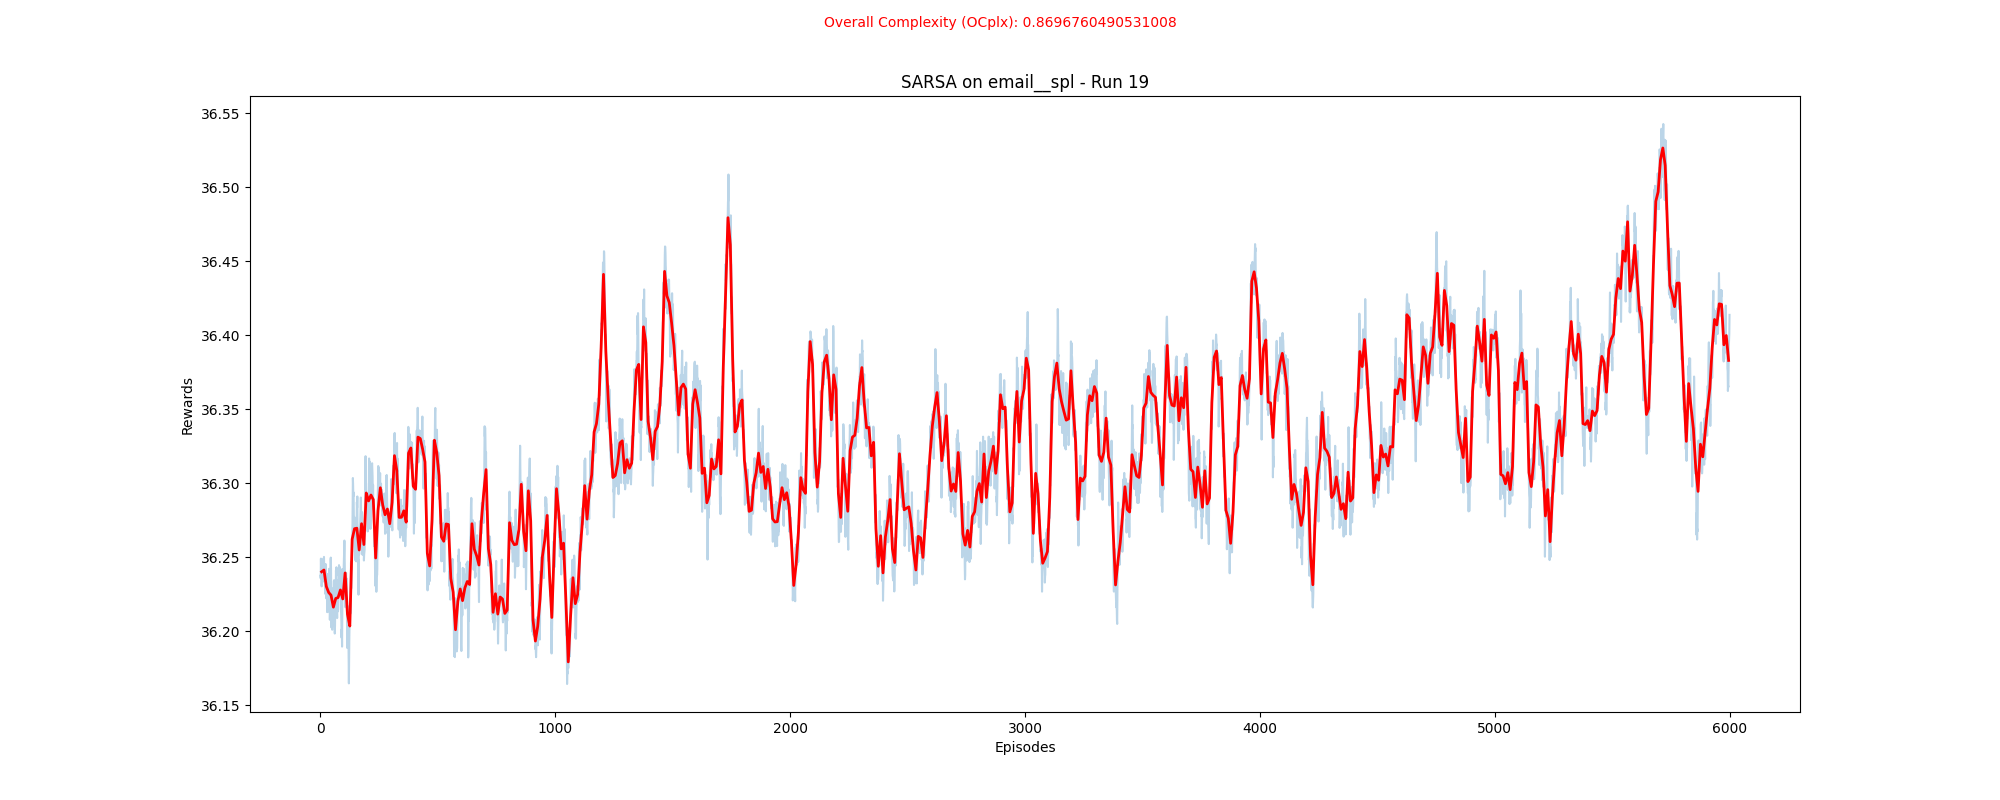 Overall Complexity (OCplx): 0.8696760490531008
SARSA on email__spl - Run 19
36.55
36.50
36.45
36.40
36.35
36.30
36.25
36.20
36.15
Rewards
0 1000 2000 3000 4000 5000 6000
Episodes